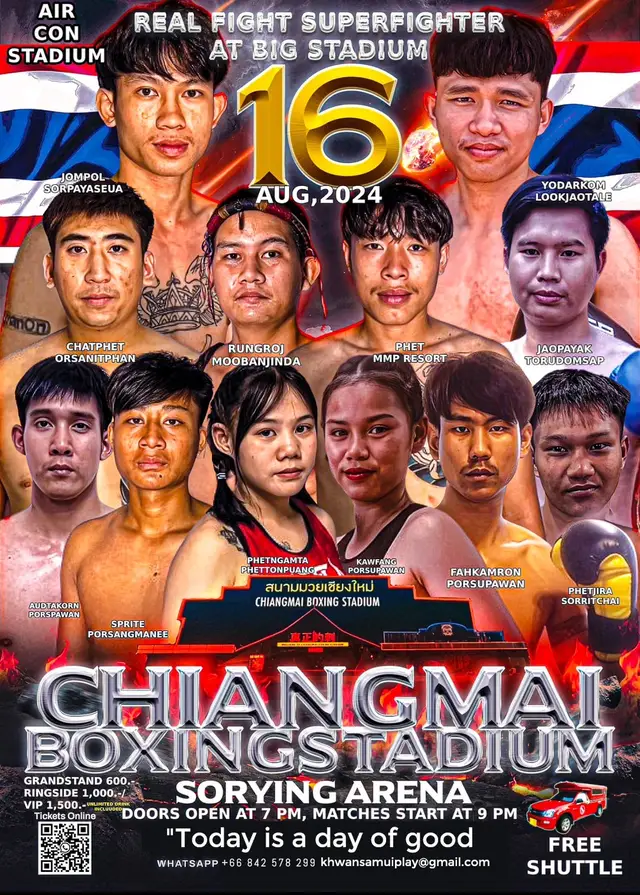 AIR
CON
STADIUM
REAL FIGHT SUPERFIGHTER
AT BIG STADIUM
16
AUG,2024
JOMPOL
SORPAYASEUA
YODARKOM
LOOKJAOTALE
CHATPHET
ORSANITPHAN
RUNGROJ
MOOBANJINDA
PHET
MMP RESORT
JAOPAYAK
TORUDOMSAP
PHETNGAMTA
PHETTONPUANG
KAWFANG
PORSUPAWAN
FAHKAMRON
PORSUPAWAN
PHETJIRA
SORRITCHAI
AUDTAKORN
PORSPAWAN
SPRITE
PORSANGMANEE
สนามมวยเชียงใหม่
CHIANGMAI BOXING STADIUM
CHIANGMAI
BOXINGSTADIUM
GRANDSTAND 600.-
RINGSIDE 1,000.-/
VIP 1,500.- UNLIMITED DRINK
INCLUDED
SORYING ARENA
DOORS OPEN AT 7 PM, MATCHES START AT 9 PM
Tickets Online
"Today is a day of good
WHATSAPP +66 842 578 299 khwansamuiplay@gmail.com
FREE
SHUTTLE